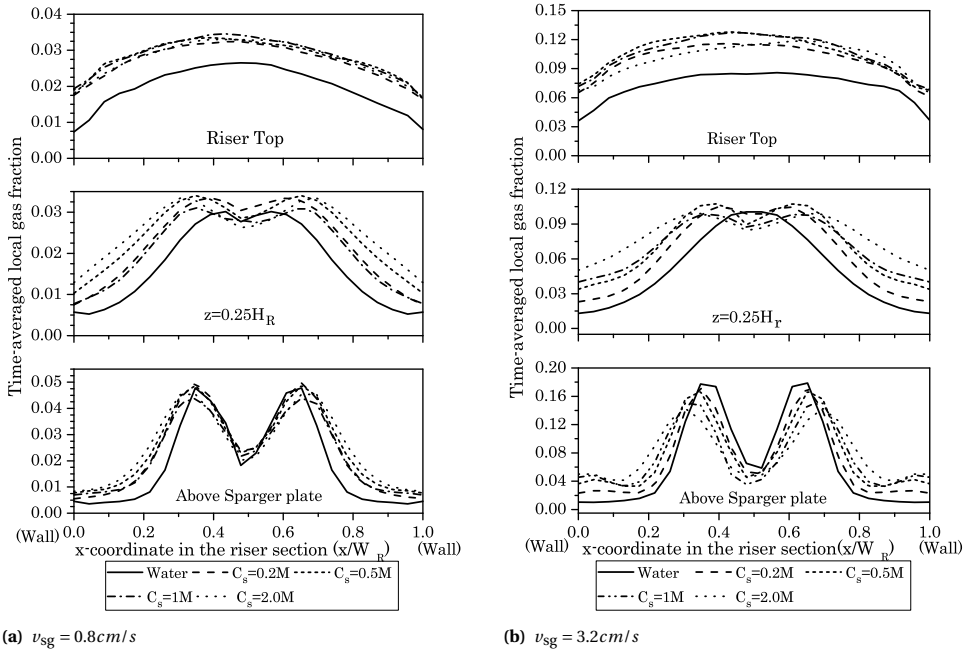 Time-averaged local gas fraction
0.04
0.03
0.02
0.01
0.00
Riser Top
0.03
0.02
0.01
0.00
z=0.25H_R
0.05
0.04
0.03
0.02
0.01
0.00
Above Sparger plate
0.0 0.2 0.4 0.6 0.8 1.0
(Wall) x-coordinate in the riser section (x/W_R) (Wall)
Water C_s=0.2M C_s=0.5M
C_s=1M C_s=2.0M
(a) v_sg = 0.8cm/s
Time-averaged local gas fraction
0.15
0.12
0.09
0.06
0.03
0.00
Riser Top
0.12
0.09
0.06
0.03
0.00
z=0.25H_r
0.20
0.16
0.12
0.08
0.04
0.00
Above Sparger plate
0.0 0.2 0.4 0.6 0.8 1.0
(Wall) x-coordinate in the riser section(x/W_R) (Wall)
Water C_s=0.2M C_s=0.5M
C_s=1M C_s=2.0M
(b) v_sg = 3.2cm/s